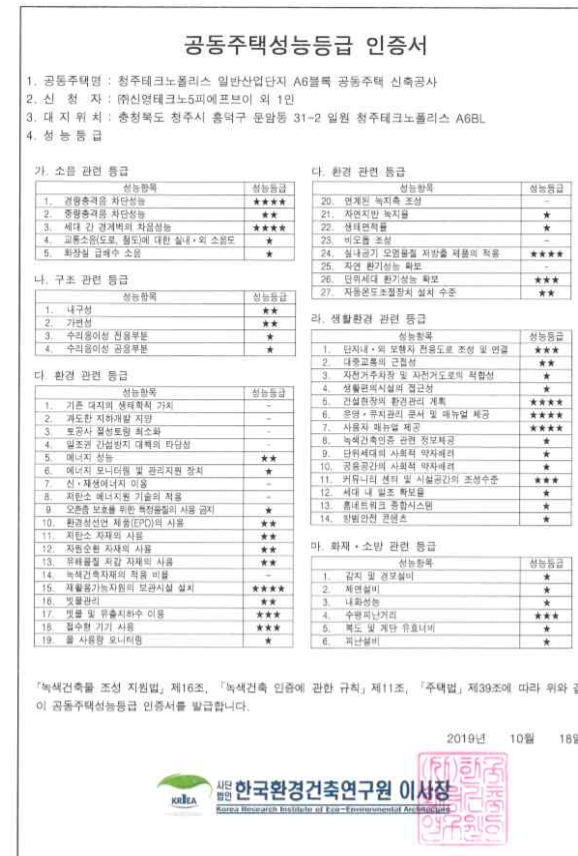 공동주택성능등급 인증서
1. 공동주택명 : 청주테크노폴리스 일반산업단지 A6블록 공동주택 신축공사
2. 신 청 자 : ㈜신영테크노5피에프브이 외 1인
3. 대 지 위 치 : 충청북도 청주시 흥덕구 문암동 31-2 일원 청주테크노폴리스 A6BL
4. 성 능 등 급
가. 소음 관련 등급
성능항목 성능등급
1. 경량충격음 차단성능 ★★★★
2. 중량충격음 차단성능 ★★
3. 세대 간 경계벽의 차음성능 ★★★★
4. 교통소음(도로, 철도)에 대한 실내・외 소음도 ★
5. 화장실 급배수 소음 ★
나. 구조 관련 등급
성능항목 성능등급
1. 내구성 ★★
2. 가변성 ★★
3. 수리용이성 전용부분 ★
4. 수리용이성 공용부분 ★
다. 환경 관련 등급
성능항목 성능등급
1. 기존 대지의 생태학적 가치 -
2. 과도한 지하개발 지양 -
3. 토공사 절성토량 최소화 -
4. 일조권 간섭방지 대책의 타당성 -
5. 에너지 성능 ★★
6. 에너지 모니터링 및 관리지원 장치 ★
7. 신・재생에너지 이용 -
8. 저탄소 에너지원 기술의 적용 -
9. 오존층 보호를 위한 특정물질의 사용 금지 ★
10. 환경성선언 제품(EPD)의 사용 ★★
11. 저탄소 자재의 사용 ★★
12. 자원순환 자재의 사용 ★★
13. 유해물질 저감 자재의 사용 ★★
14. 녹색건축자재의 적용 비율 -
15. 재활용가능자원의 보관시설 설치 ★★★★
16. 빗물관리 ★★
17. 빗물 및 유출지하수 이용 ★★★
18. 절수형 기기 사용 ★★★
19. 물 사용량 모니터링 ★
다. 환경 관련 등급
성능항목 성능등급
20. 연계된 녹지축 조성 -
21. 자연지반 녹지율 ★
22. 생태면적률 ★
23. 비오톱 조성 -
24. 실내공기 오염물질 저방출 제품의 적용 ★★★★
25. 자연 환기성능 확보 -
26. 단위세대 환기성능 확보 ★★★
27. 자동온도조절장치 설치 수준 ★★
라. 생활환경 관련 등급
성능항목 성능등급
1. 단지내・외 보행자 전용도로 조성 및 연결 ★★★
2. 대중교통의 근접성 ★★
3. 자전거주차장 및 자전거도로의 적합성 ★
4. 생활편의시설의 접근성 ★
5. 건설현장의 환경관리 계획 ★★★★
6. 운영・유지관리 문서 및 매뉴얼 제공 ★★★★
7. 사용자 매뉴얼 제공 ★★★★
8. 녹색건축인증 관련 정보제공 ★
9. 단위세대의 사회적 약자배려 ★
10. 공용공간의 사회적 약자배려 ★
11. 커뮤니티 센터 및 시설공간의 조성수준 ★★★
12. 세대 내 일조 확보율 ★
13. 홈네트워크 종합시스템 ★
14. 방범안전 콘텐츠 ★
마. 화재・소방 관련 등급
성능항목 성능등급
1. 감지 및 경보설비 ★
2. 제연설비 ★
3. 내화성능 ★
4. 수평피난거리 ★★★
5. 복도 및 계단 유효너비 ★
6. 피난설비 ★
「녹색건축물 조성 지원법」 제16조, 「녹색건축 인증에 관한 규칙」 제11조, 「주택법」 제39조에 따라 위와 같
이 공동주택성능등급 인증서를 발급합니다.
2019년 10월 18일
KRIEA 사단법인 한국환경건축연구원 이사장
Korea Research Institute of Eco-Environmental Architecture